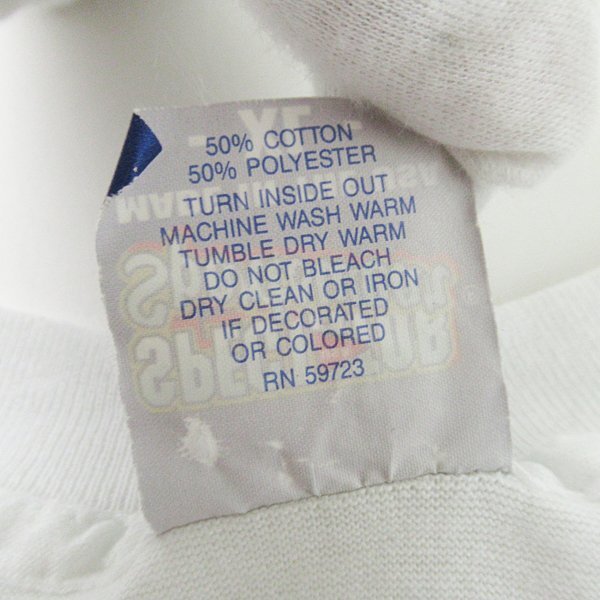 50% COTTON
50% POLYESTER
TURN INSIDE OUT
MACHINE WASH WARM
TUMBLE DRY WARM
DO NOT BLEACH
DRY CLEAN OR IRON
IF DECORATED
OR COLORED
RN 59723